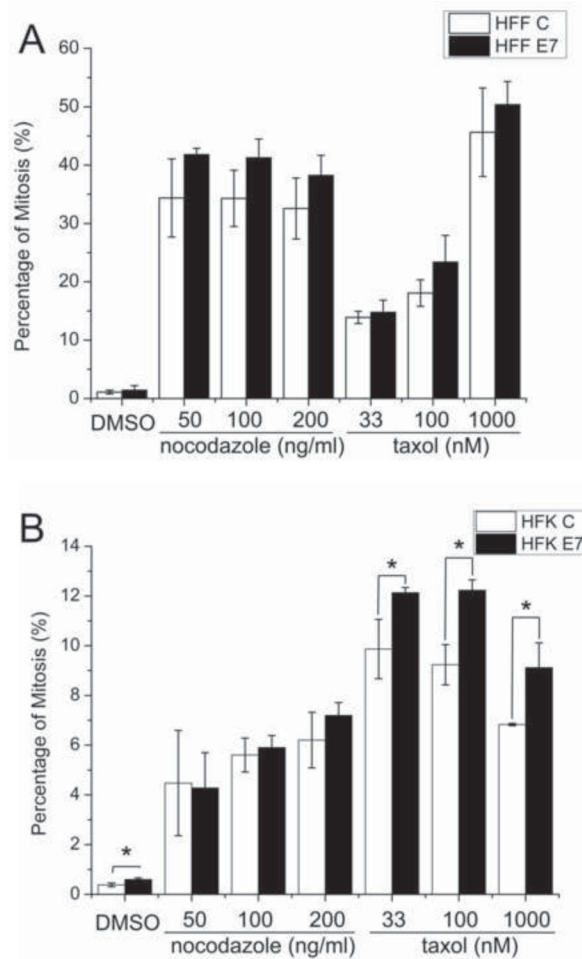 A
HFF C
HFF E7
Percentage of Mitosis (%)
60
50
40
30
20
10
0
DMSO 50 100 200 33 100 1000
nocodazole (ng/ml) taxol (nM)
B
HFK C
HFK E7
Percentage of Mitosis (%)
14
12
10
8
6
4
2
0
* * * *
DMSO 50 100 200 33 100 1000
nocodazole (ng/ml) taxol (nM)